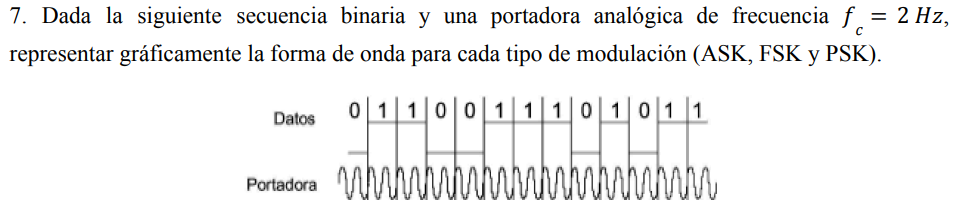 7. Dada la siguiente secuencia binaria y una portadora analógica de frecuencia f_c = 2 Hz,
representar gráficamente la forma de onda para cada tipo de modulación (ASK, FSK y PSK).
Datos 0 1 1 0 0 1 1 1 0 1 0 1 1
Portadora